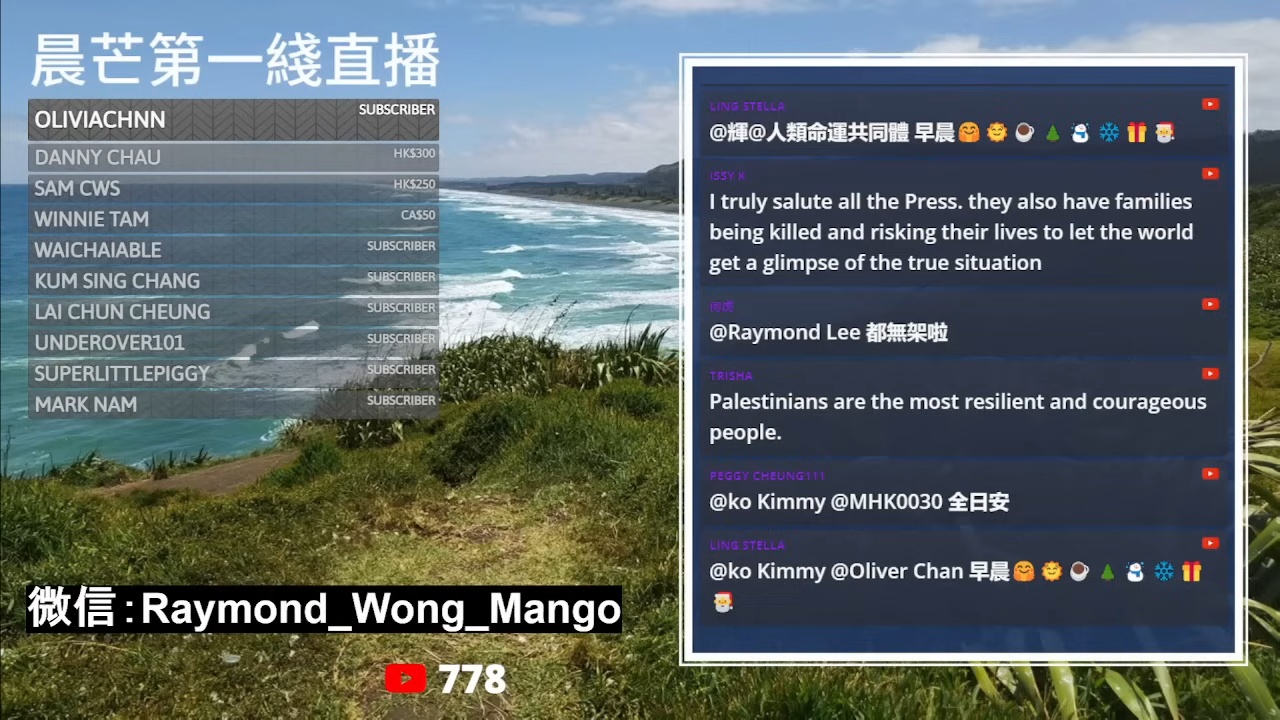 晨芒第一綫直播
OLIVIACHNN SUBSCRIBER
DANNY CHAU HK$300
SAM CWS HK$250
WINNIE TAM CA$50
WAICHAIABLE SUBSCRIBER
KUM SING CHANG SUBSCRIBER
LAI CHUN CHEUNG SUBSCRIBER
UNDEROVER101 SUBSCRIBER
SUPERLITTLEPIGGY SUBSCRIBER
MARK NAM SUBSCRIBER
微信:Raymond_Wong_Mango
778
LING STELLA
@輝@人類命運共同體 早晨🤗🌞☕🌲⛄❄🎁🎅
ISSY K
I truly salute all the Press. they also have families
being killed and risking their lives to let the world
get a glimpse of the true situation
@Raymond Lee 都無架啦
TRISHA
Palestinians are the most resilient and courageous
people.
PEGGY CHEUNG111
@ko Kimmy @MHK0030 全日安
LING STELLA
@ko Kimmy @Oliver Chan 早晨🤗🌞☕🌲⛄❄🎁
🎅